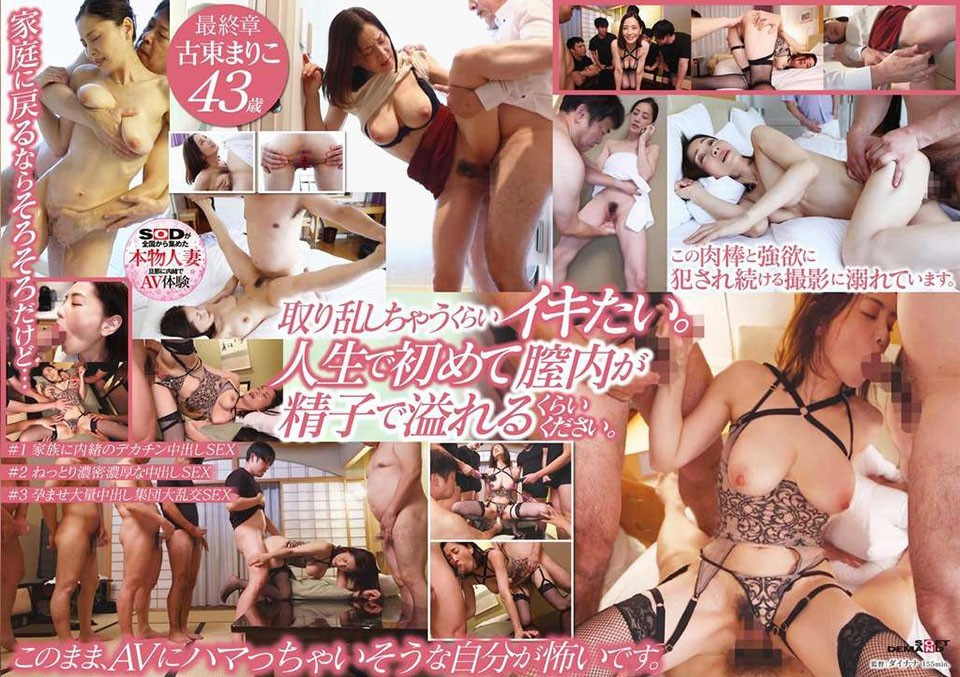 家庭に戻るならそろそろだけど…
最終章
古東まりこ
43歳
SODが
全国から集めた
本物人妻
旦那に内緒で
AV体験
この肉棒と強欲に
犯され続ける撮影に溺れています。
取り乱しちゃうくらいイキたい。
人生で初めて膣内が
精子で溢れるくらい
ください。
#1 家族に内緒のデカチン中出しSEX
#2 ねっとり濃密濃厚な中出しSEX
#3 孕ませ大量中出し集団大乱交SEX
このまま、AVにハマっちゃいそうな自分が怖いです。
SOFT
DEMAND
監督:ダイナナ 155min.